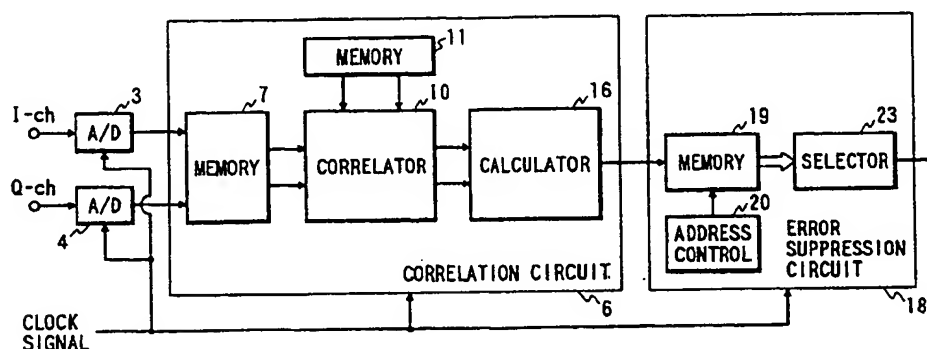 11
MEMORY
I-ch
3
A/D
7
MEMORY
10
CORRELATOR
16
CALCULATOR
19
MEMORY
23
SELECTOR
Q-ch
A/D
4
20
ADDRESS
CONTROL
ERROR
SUPPRESSION
CIRCUIT
CORRELATION CIRCUIT
6
18
CLOCK
SIGNAL